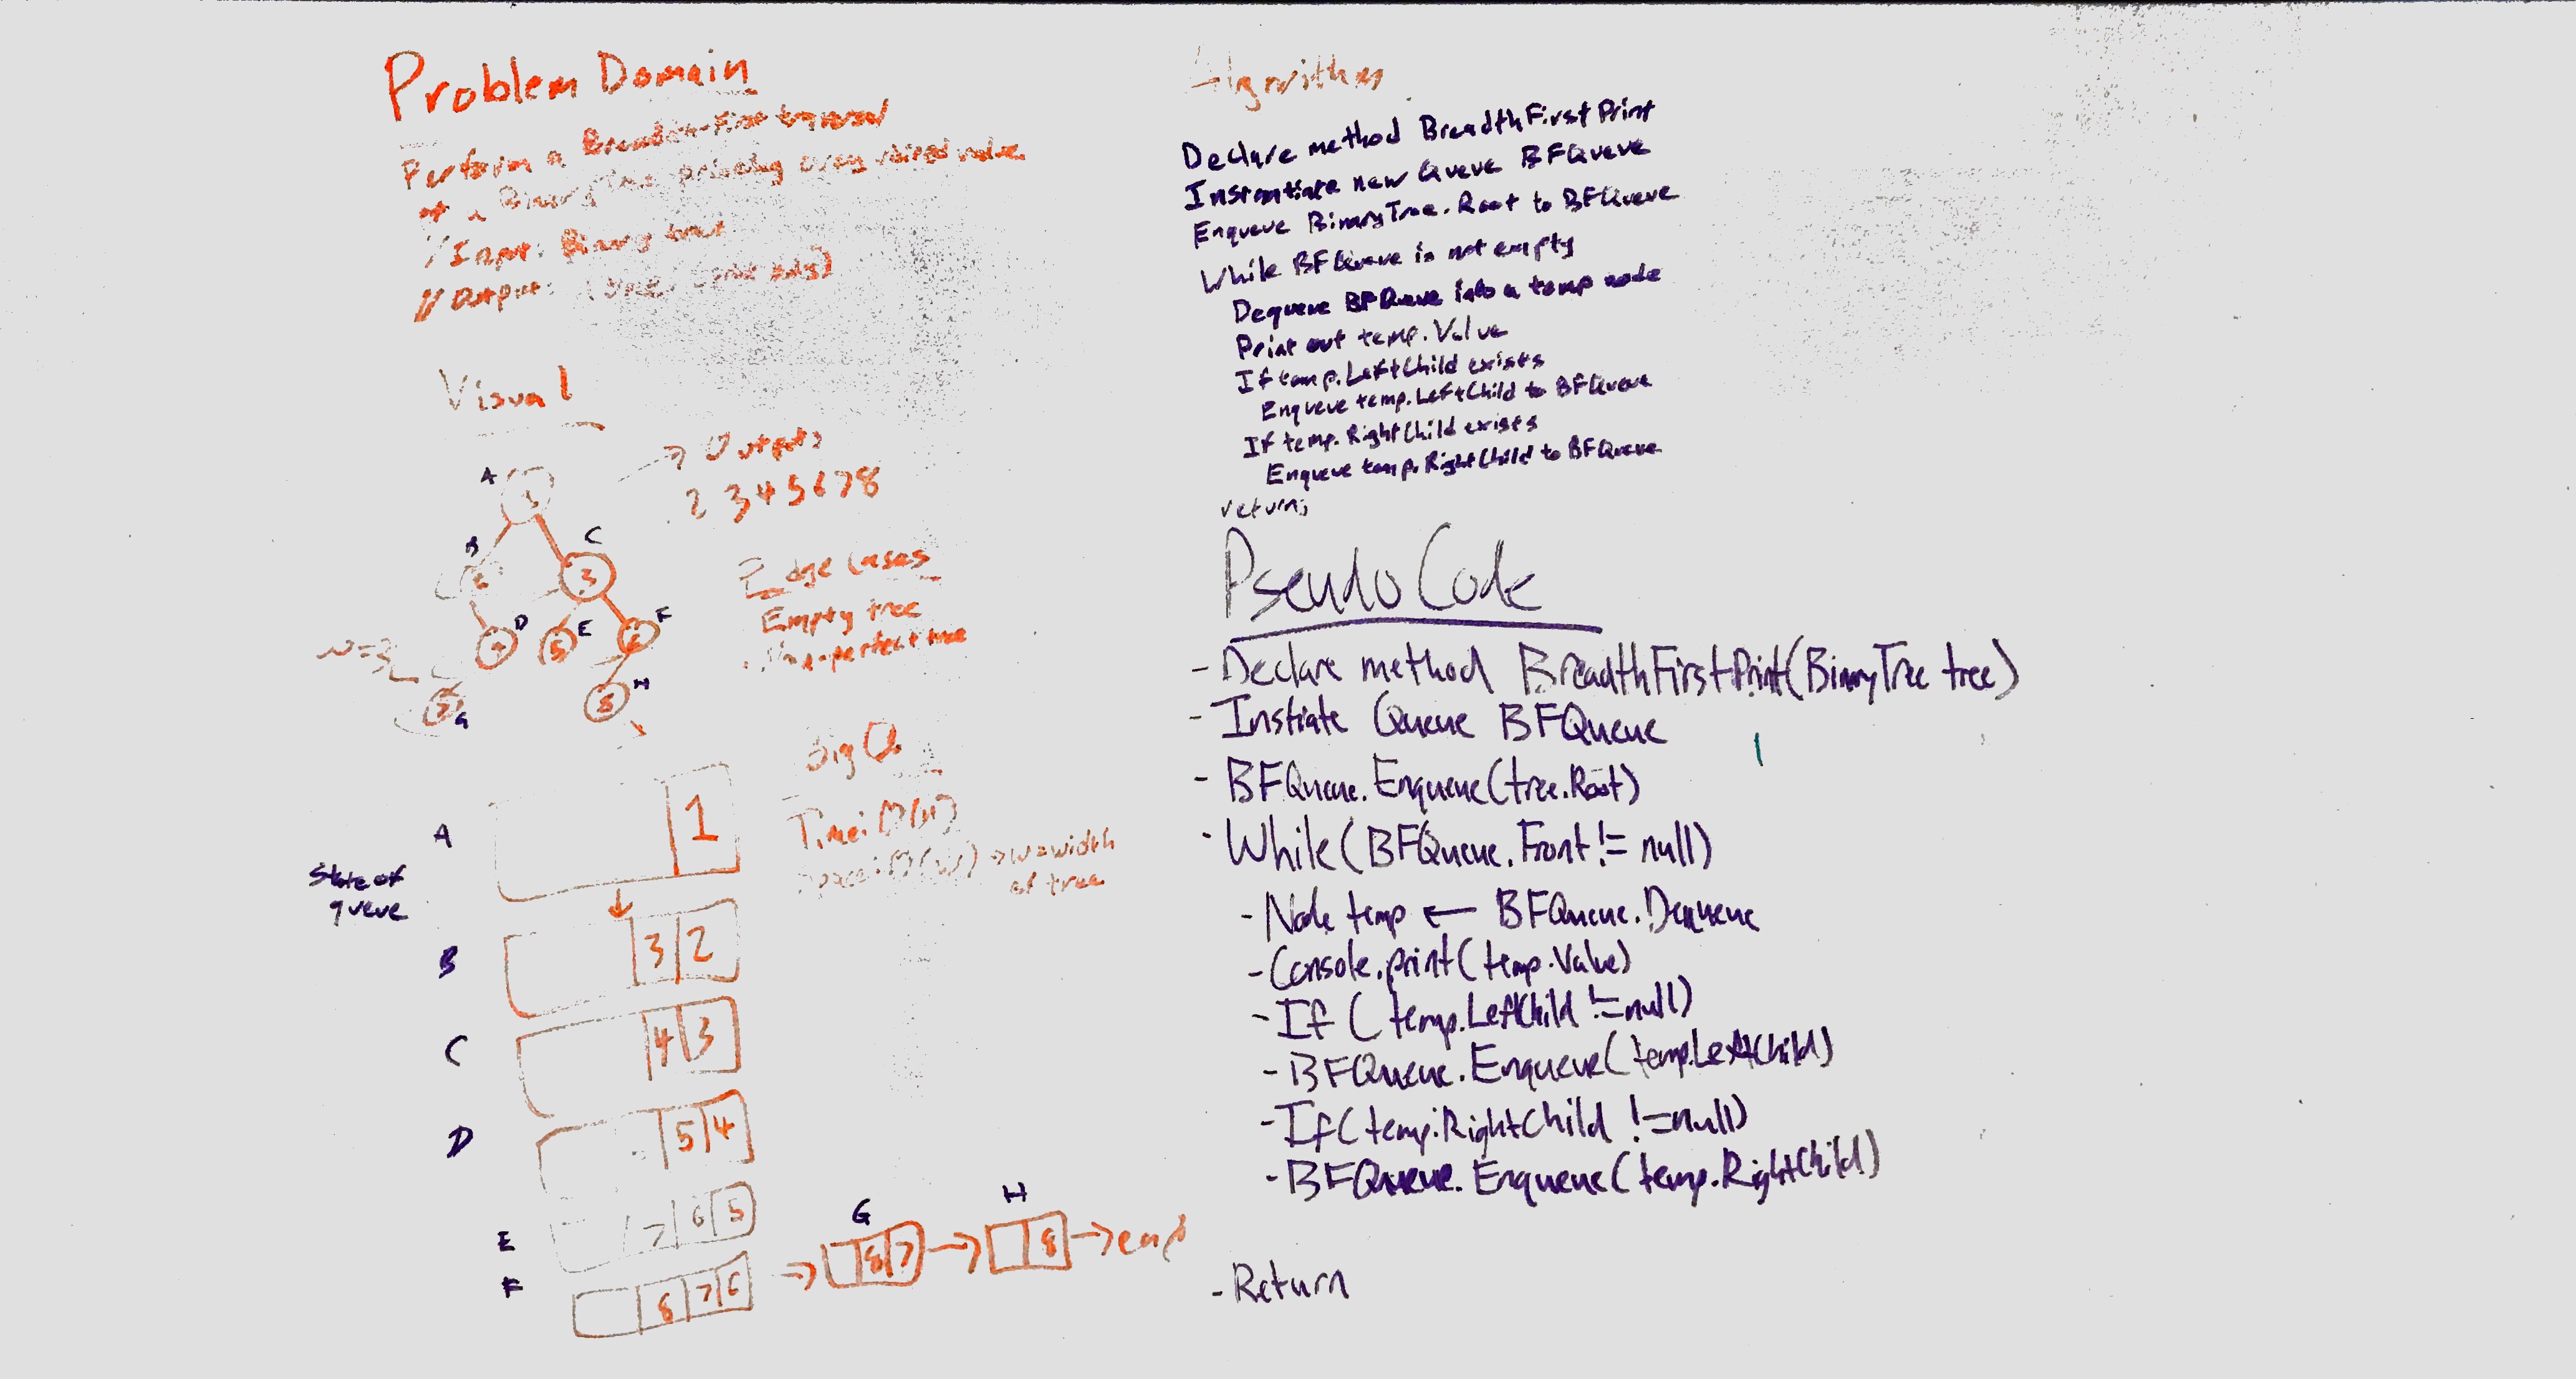 Problem Domain
Perform a Breadth-First traversal
of a Binary Tree printing every visited value
// Input: Binary tree
// Output: (print only)
Visual
A
1
B
2
C
3
D
4
E
5
F
6
G
7
H
8
w=3
→ Output:
2 3 4 5 6 7 8
Edge Cases
Empty tree
Non-perfect tree
Big O
Time: O(n)
Space: O(w) → w=width
of tree
State of
queue
A 1
B 3 2
C 4 3
D 5 4
E 7 6 5
F 8 7 6 → G 8 7 → H 8 → end
Algorithm
Declare method BreadthFirstPrint
Instantiate new Queue BFQueue
Enqueue BinaryTree.Root to BFQueue
While BFQueue is not empty
Dequeue BFQueue into a temp node
Print out temp.Value
If temp.LeftChild exists
Enqueue temp.LeftChild to BFQueue
If temp.RightChild exists
Enqueue temp.RightChild to BFQueue
return;
Pseudo Code
- Declare method BreadthFirstPrint(BinaryTree tree)
- Instiate Queue BFQueue
- BFQueue.Enqueue(tree.Root)
- While(BFQueue.Front != null)
- Node temp ← BFQueue.Dequeue
- Console.print(temp.Value)
- If (temp.LeftChild != null)
- BFQueue.Enqueue(temp.LeftChild)
- If(temp.RightChild != null)
- BFQueue.Enqueue(temp.RightChild)
- Return